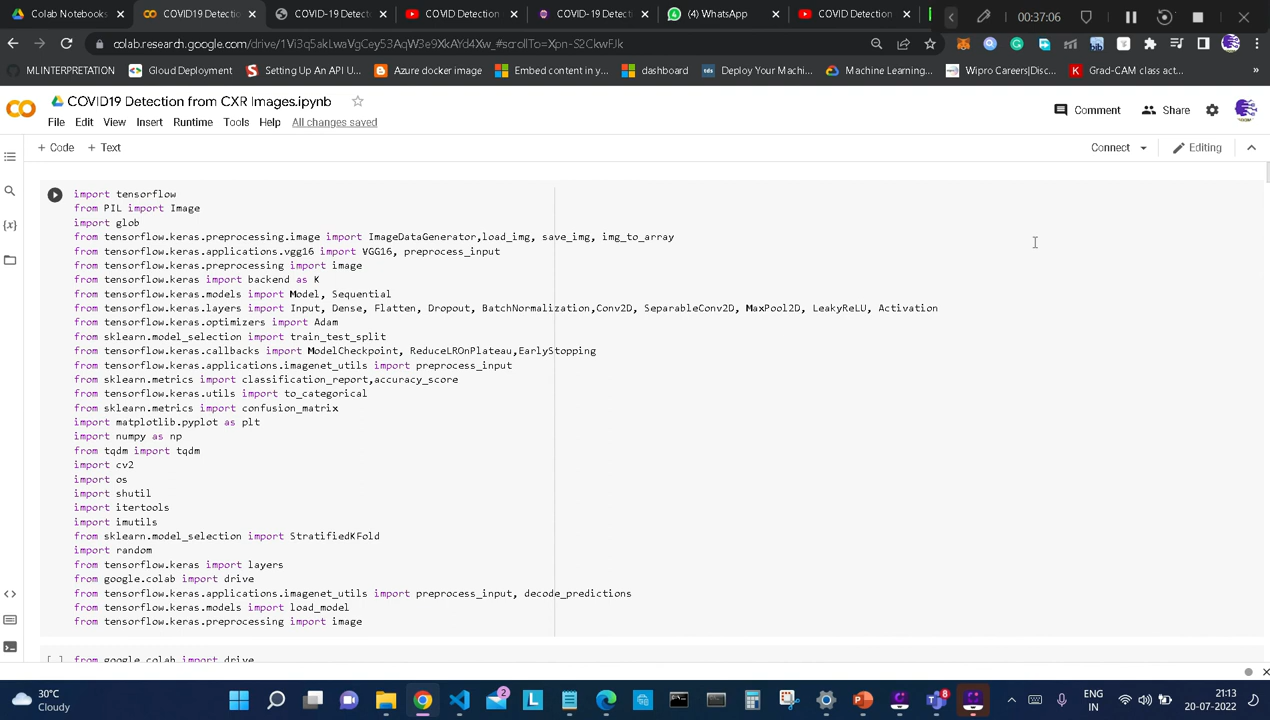 Colab Notebooks
COVID19 Detecti
COVID-19 Detect
COVID Detection
COVID-19 Detecti
(4) WhatsApp
COVID Detection
00:37:06
MLINTERPRETATION
Gloud Deployment
Setting Up An API U...
Azure docker image
Embed content in y...
dashboard
Deploy Your Machi...
Machine Learning...
Wipro Careers|Disc...
Grad-CAM class act...
»
COVID19 Detection from CXR Images.ipynb
Comment
Share
File Edit View Insert Runtime Tools Help All changes saved
+ Code + Text
Connect
Editing
import tensorflow
from PIL import Image
import glob
from tensorflow.keras.preprocessing.image import ImageDataGenerator,load_img, save_img, img_to_array
from tensorflow.keras.applications.vgg16 import VGG16, preprocess_input
from tensorflow.keras.preprocessing import image
from tensorflow.keras import backend as K
from tensorflow.keras.models import Model, Sequential
from tensorflow.keras.layers import Input, Dense, Flatten, Dropout, BatchNormalization,Conv2D, SeparableConv2D, MaxPool2D, LeakyReLU, Activation
from tensorflow.keras.optimizers import Adam
from sklearn.model_selection import train_test_split
from tensorflow.keras.callbacks import ModelCheckpoint, ReduceLROnPlateau,EarlyStopping
from tensorflow.keras.applications.imagenet_utils import preprocess_input
from sklearn.metrics import classification_report,accuracy_score
from tensorflow.keras.utils import to_categorical
from sklearn.metrics import confusion_matrix
import matplotlib.pyplot as plt
import numpy as np
from tqdm import tqdm
import cv2
import os
import shutil
import itertools
import imutils
from sklearn.model_selection import StratifiedKFold
import random
from tensorflow.keras import layers
from google.colab import drive
from tensorflow.keras.applications.imagenet_utils import preprocess_input, decode_predictions
from tensorflow.keras.models import load_model
from tensorflow.keras.preprocessing import image
[ ] from google.colab import drive
30°C
Cloudy
2
8
ENG
IN
21:13
20-07-2022